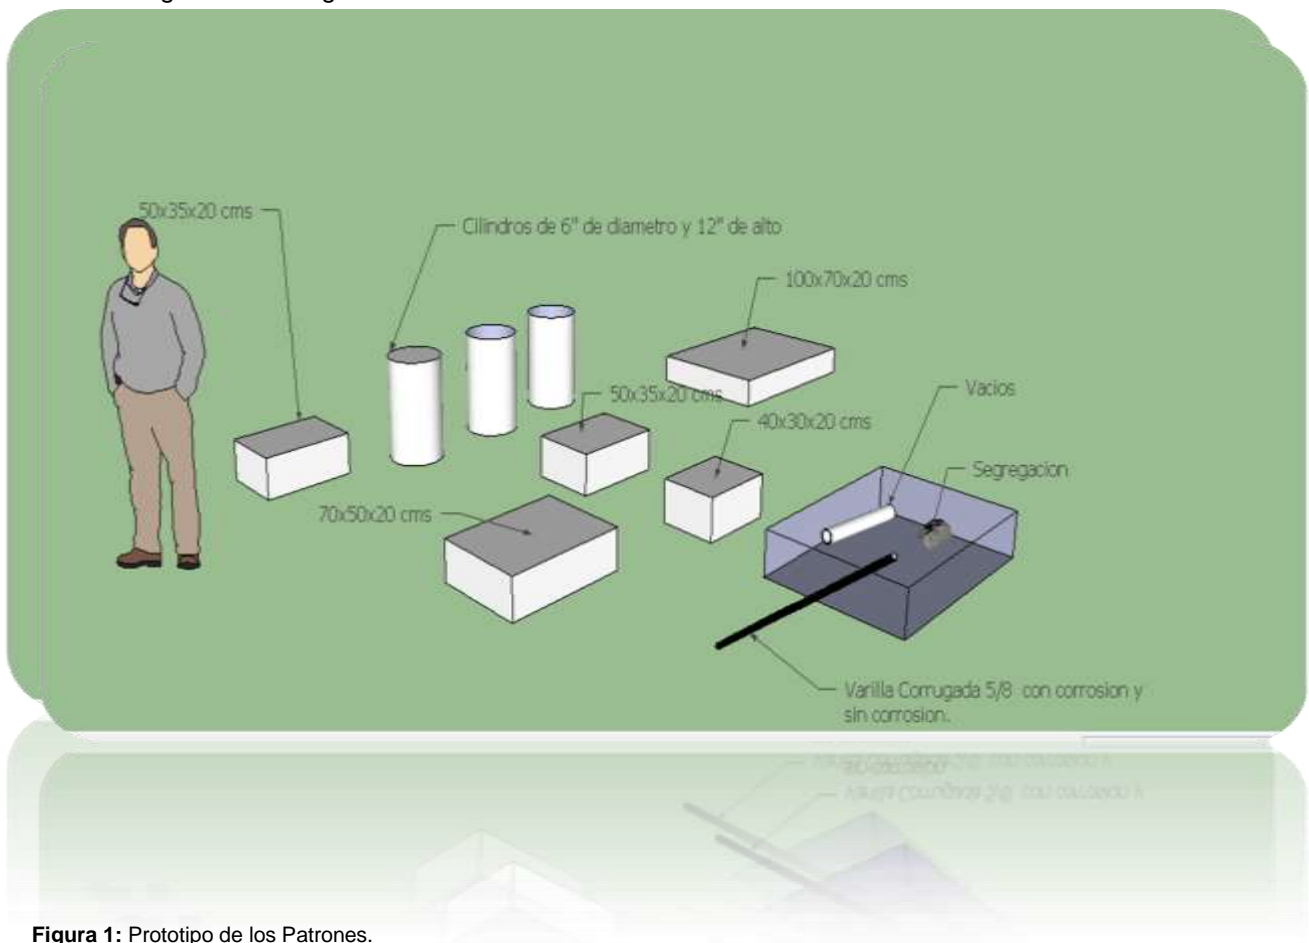 50x35x20 cms
Cilindros de 6" de diametro y 12" de alto
100x70x20 cms
50x35x20 cms
Vacios
40x30x20 cms
Segregacion
70x50x20 cms
Varilla Corrugada 5/8 con corrosion y
sin corrosion.
Figura 1: Prototipo de los Patrones.